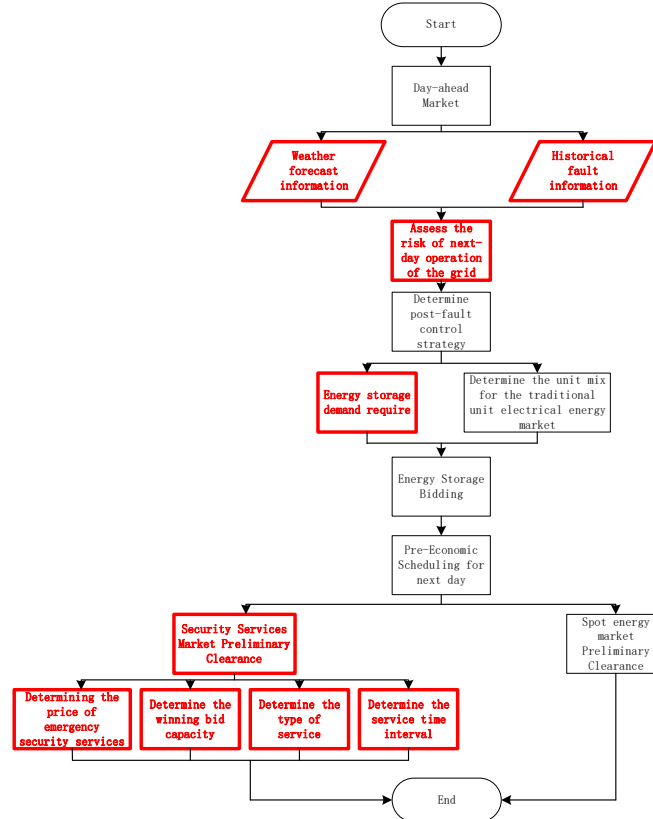 Start
Day-ahead
Market
Weather
forecast
information
Historical
fault
information
Assess the
risk of next-
day operation
of the grid
Determine
post-fault
control
strategy
Energy storage
demand require
Determine the unit mix
for the traditional
unit electrical energy
market
Energy Storage
Bidding
Pre-Economic
Scheduling for
next day
Security Services
Market Preliminary
Clearance
Spot energy
market
Preliminary
Clearance
Determining the
price of
emergency
security services
Determine the
winning bid
capacity
Determine the
type of
service
Determine the
service time
interval
End